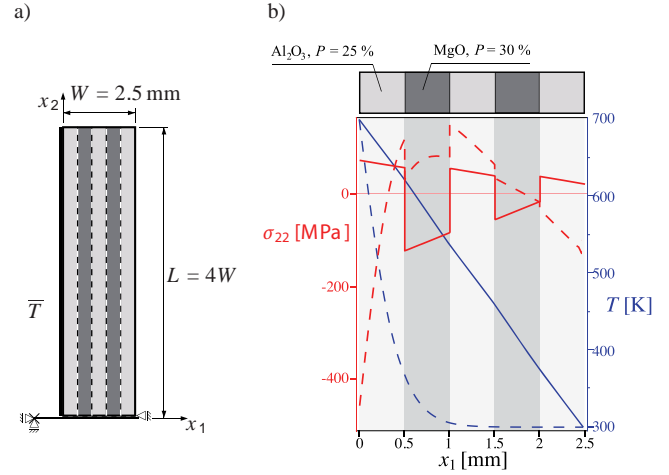 a)
x₂
W = 2.5 mm
T̅
L = 4W
x₁
b)
Al₂O₃, P = 25 %
MgO, P = 30 %
σ₂₂ [MPa]
0
-200
-400
700
600
500
450
400
300
T [K]
0
0.5
1
1.5
2
2.5
x₁ [mm]